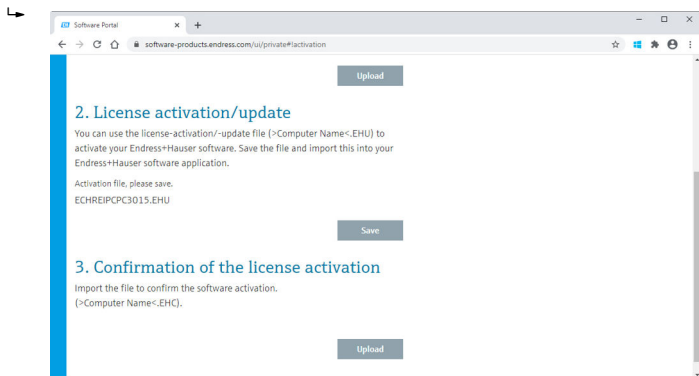 Software Portal
software-products.endress.com/ui/private#!activation
Upload
2. License activation/update
You can use the license-activation/-update file (>Computer Name<.EHU) to
activate your Endress+Hauser software. Save the file and import this into your
Endress+Hauser software application.
Activation file, please save.
ECHREIPCPC3015.EHU
Save
3. Confirmation of the license activation
Import the file to confirm the software activation.
(>Computer Name<.EHC).
Upload